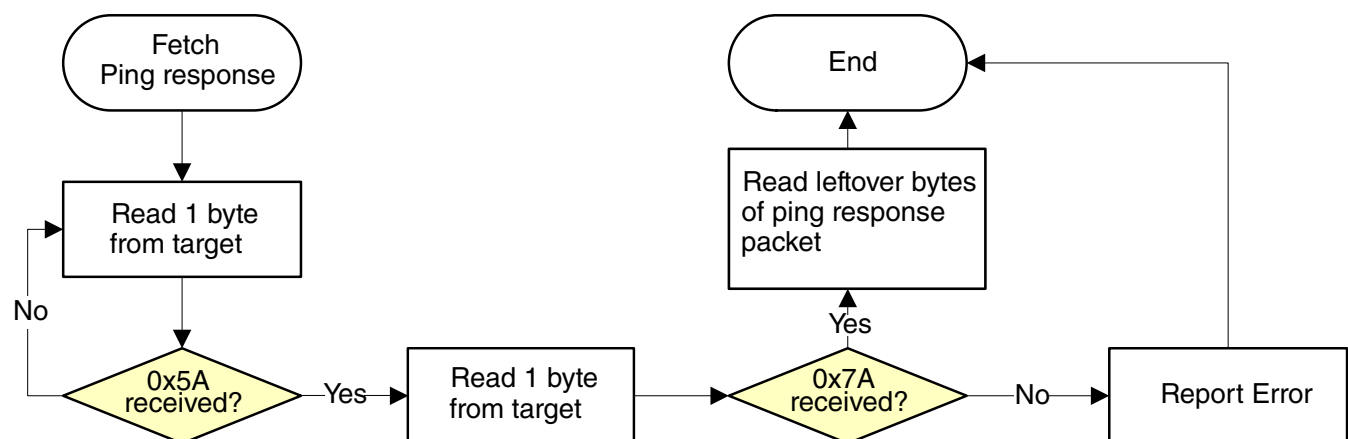 Fetch
Ping response
End
Read 1 byte
from target
Read leftover bytes
of ping response
packet
No
Yes
0x5A
received?
Yes
Read 1 byte
from target
0x7A
received?
No
Report Error